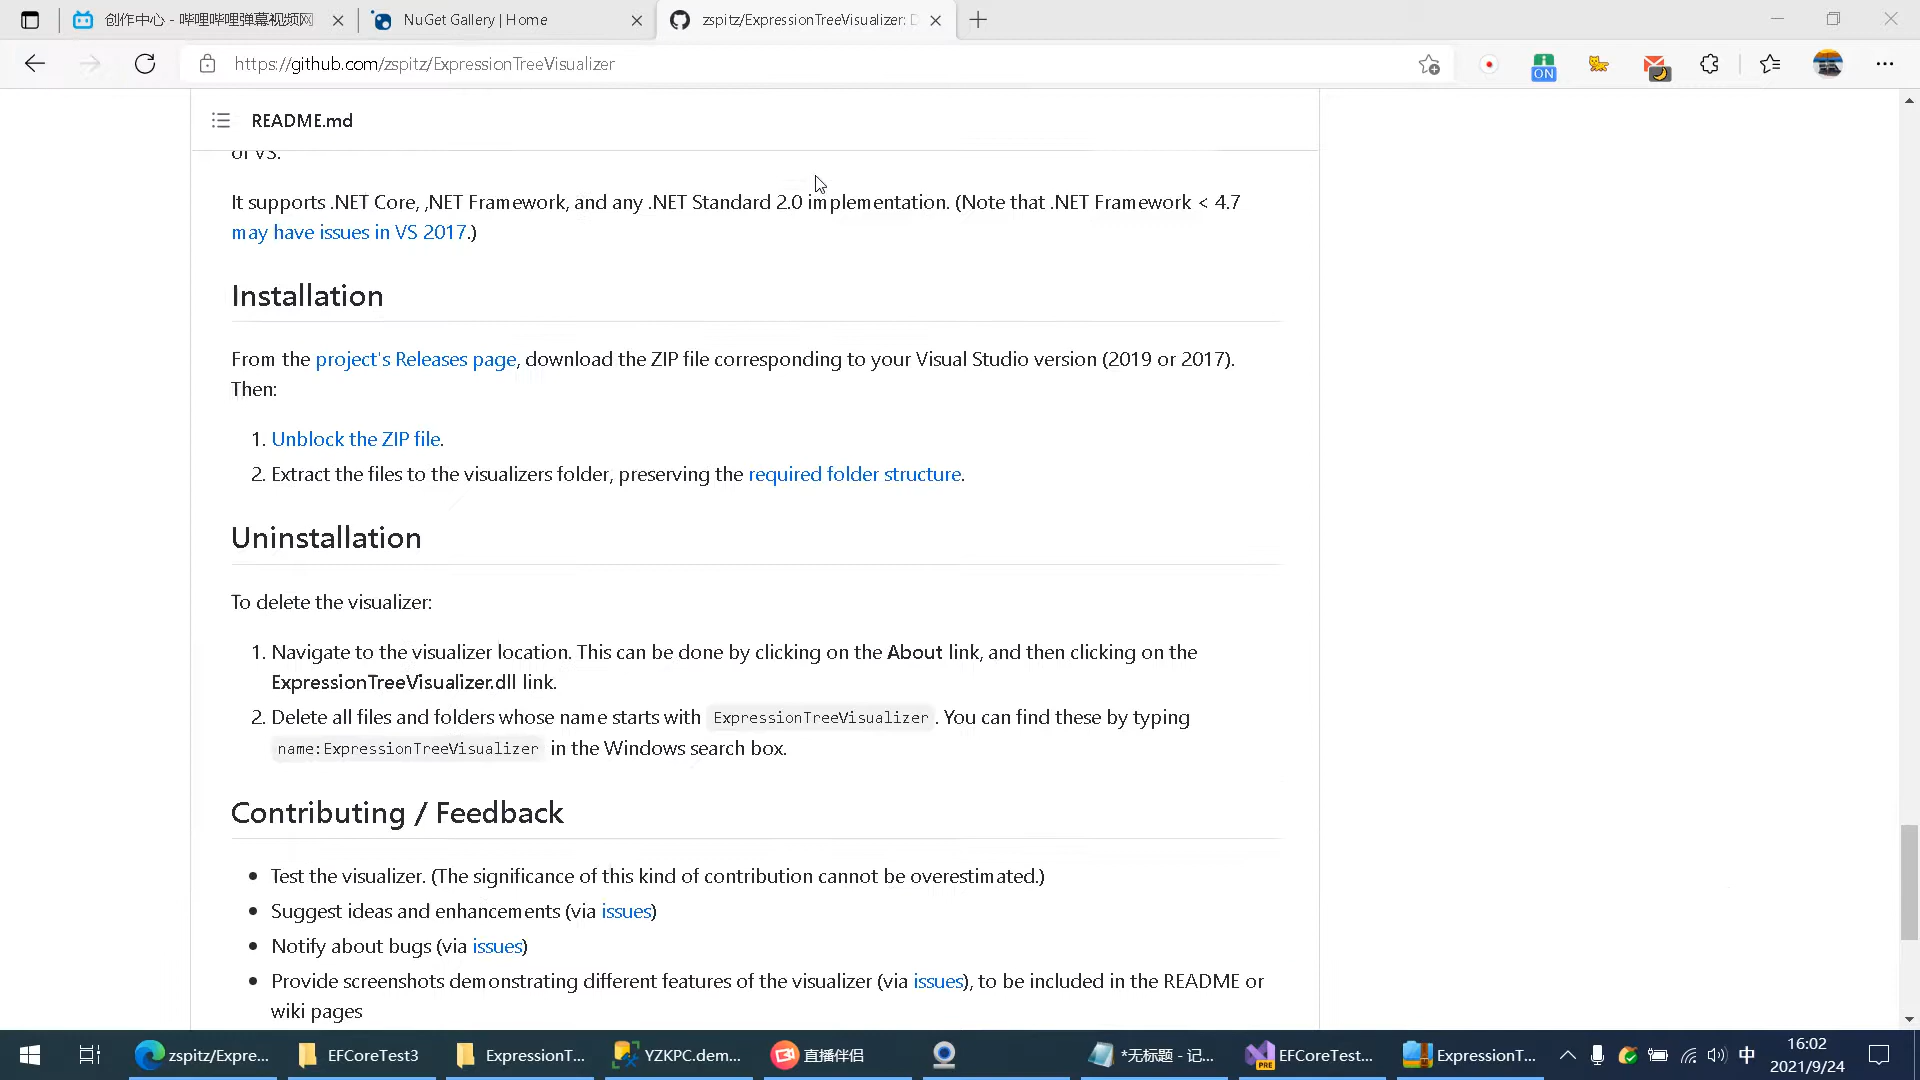 创作中心 - 哔哩哔哩弹幕视频网
NuGet Gallery | Home
zspitz/ExpressionTreeVisualizer: D
https://github.com/zspitz/ExpressionTreeVisualizer
ON
README.md
of VS.
It supports .NET Core, ,NET Framework, and any .NET Standard 2.0 implementation. (Note that .NET Framework < 4.7
may have issues in VS 2017.)
Installation
From the project's Releases page, download the ZIP file corresponding to your Visual Studio version (2019 or 2017).
Then:
1. Unblock the ZIP file.
2. Extract the files to the visualizers folder, preserving the required folder structure.
Uninstallation
To delete the visualizer:
1. Navigate to the visualizer location. This can be done by clicking on the About link, and then clicking on the
ExpressionTreeVisualizer.dll link.
2. Delete all files and folders whose name starts with ExpressionTreeVisualizer. You can find these by typing
name:ExpressionTreeVisualizer in the Windows search box.
Contributing / Feedback
• Test the visualizer. (The significance of this kind of contribution cannot be overestimated.)
• Suggest ideas and enhancements (via issues)
• Notify about bugs (via issues)
• Provide screenshots demonstrating different features of the visualizer (via issues), to be included in the README or
wiki pages
zspitz/Expre...
EFCoreTest3
ExpressionT...
YZKPC.dem...
直播伴侣
*无标题 - 记...
PRE
EFCoreTest...
ExpressionT...
中
16:02
2021/9/24